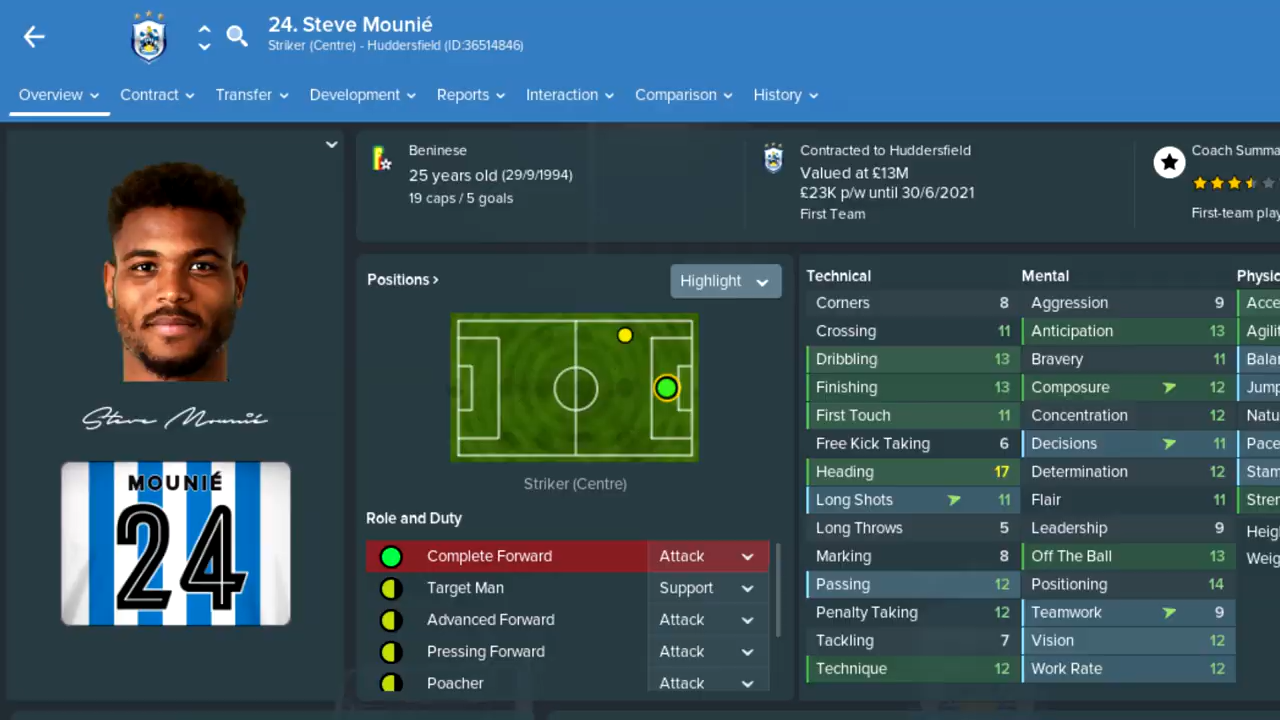 24. Steve Mounié
Striker (Centre) - Huddersfield (ID:36514846)
Overview
Contract
Transfer
Development
Reports
Interaction
Comparison
History
Steve Mounié
MOUNIÉ
24
Beninese
25 years old (29/9/1994)
19 caps / 5 goals
Contracted to Huddersfield
Valued at £13M
£23K p/w until 30/6/2021
First Team
Coach Summa
First-team play
Positions >
Highlight
Striker (Centre)
Role and Duty
Complete Forward Attack
Target Man Support
Advanced Forward Attack
Pressing Forward Attack
Poacher Attack
Technical
Corners 8
Crossing 11
Dribbling 13
Finishing 13
First Touch 11
Free Kick Taking 6
Heading 17
Long Shots 11
Long Throws 5
Marking 8
Passing 12
Penalty Taking 12
Tackling 7
Technique 12
Mental
Aggression 9
Anticipation 13
Bravery 11
Composure 12
Concentration 12
Decisions 11
Determination 12
Flair 11
Leadership 9
Off The Ball 13
Positioning 14
Teamwork 9
Vision 12
Work Rate 12
Physic
Acce
Agilit
Balan
Jump
Natu
Pace
Stam
Stren
Heigh
Weig